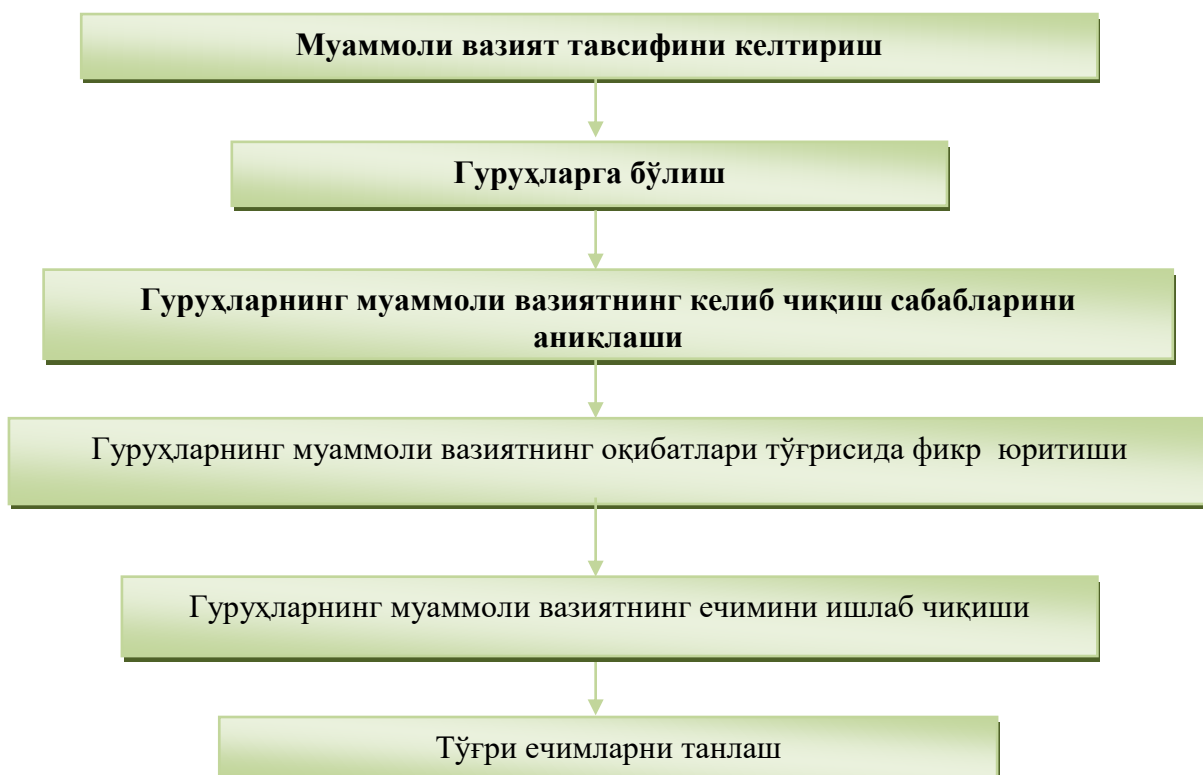 Муаммоли вазият тавсифини келтириш
Гуруҳларга бўлиш
Гуруҳларнинг муаммоли вазиятнинг келиб чиқиш сабабларини
аниқлаши
Гуруҳларнинг муаммоли вазиятнинг оқибатлари тўғрисида фикр  юритиши
Гуруҳларнинг муаммоли вазиятнинг ечимини ишлаб чиқиши
Тўғри ечимларни танлаш